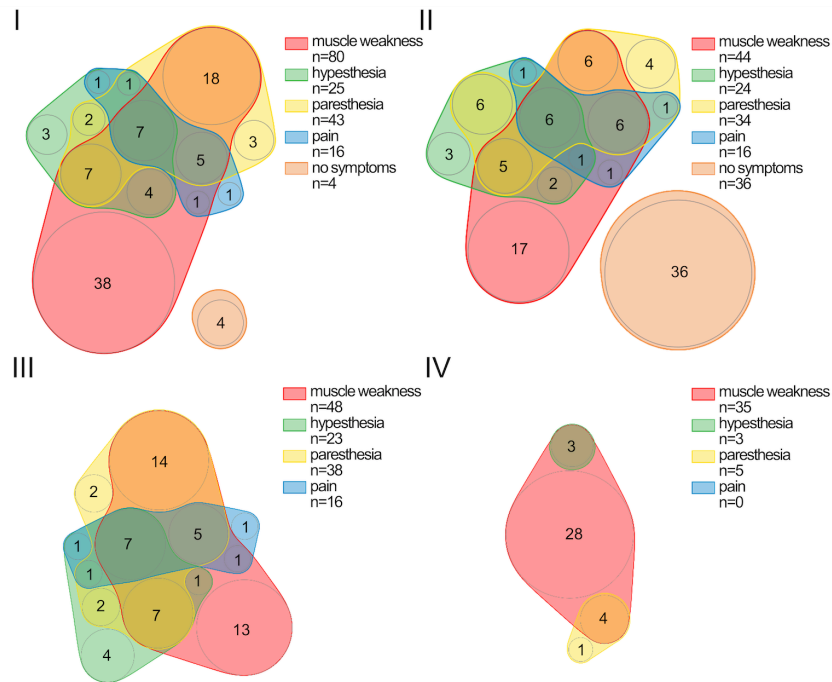 I
muscle weakness
n=80
hypesthesia
n=25
paresthesia
n=43
pain
n=16
no symptoms
n=4
18
1 1
7
2
3
3
5
7
4
1 1
38
4
II
muscle weakness
n=44
hypesthesia
n=24
paresthesia
n=34
pain
n=16
no symptoms
n=36
6
4
1
1
6
6
6
3
5
1
2
1
17
36
III
muscle weakness
n=48
hypesthesia
n=23
paresthesia
n=38
pain
n=16
14
2
1
5
7
1
1
1
1
2
7
13
4
IV
muscle weakness
n=35
hypesthesia
n=3
paresthesia
n=5
pain
n=0
3
28
4
1